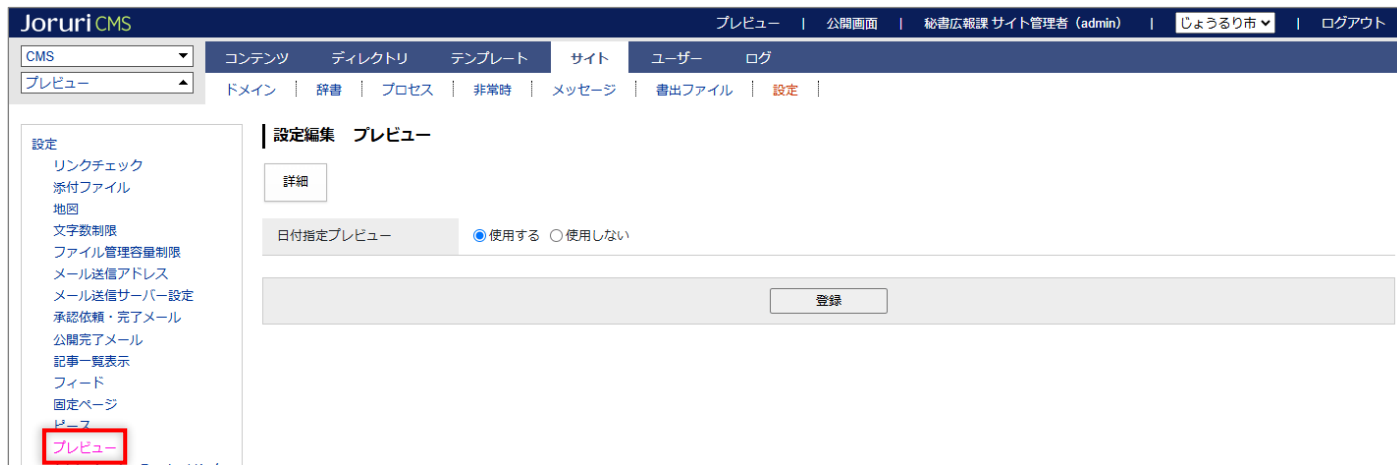 Joruri CMS プレビュー | 公開画面 | 秘書広報課 サイト管理者（admin） | じょうるり市 | ログアウト
CMS コンテンツ ディレクトリ テンプレート サイト ユーザー ログ
プレビュー ドメイン 辞書 プロセス 非常時 メッセージ 書出ファイル 設定
設定
リンクチェック
添付ファイル
地図
文字数制限
ファイル管理容量制限
メール送信アドレス
メール送信サーバー設定
承認依頼・完了メール
公開完了メール
記事一覧表示
フィード
固定ページ
ピース
プレビュー
設定編集 プレビュー
詳細
日付指定プレビュー 使用する 使用しない
登録